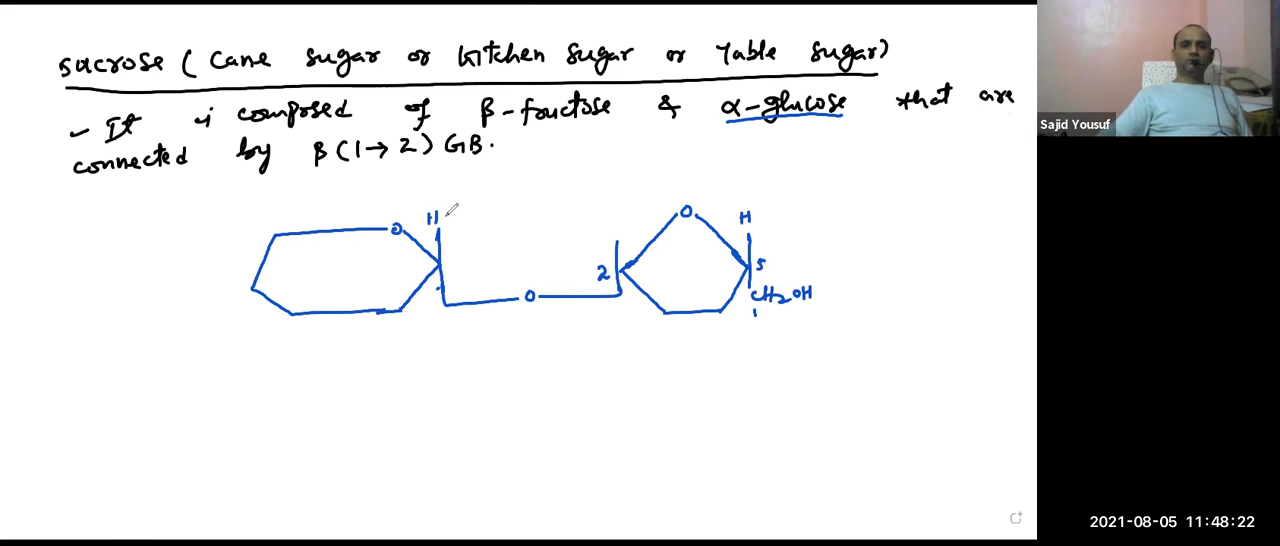 sucrose ( cane sugar or kitchen sugar or Table sugar)
- It is composed of β-fructose & α-glucose that are
connected by β(1→2) GB.
H
O
O
2
O
H
5
CH2OH
Sajid Yousuf
2021-08-05 11:48:22